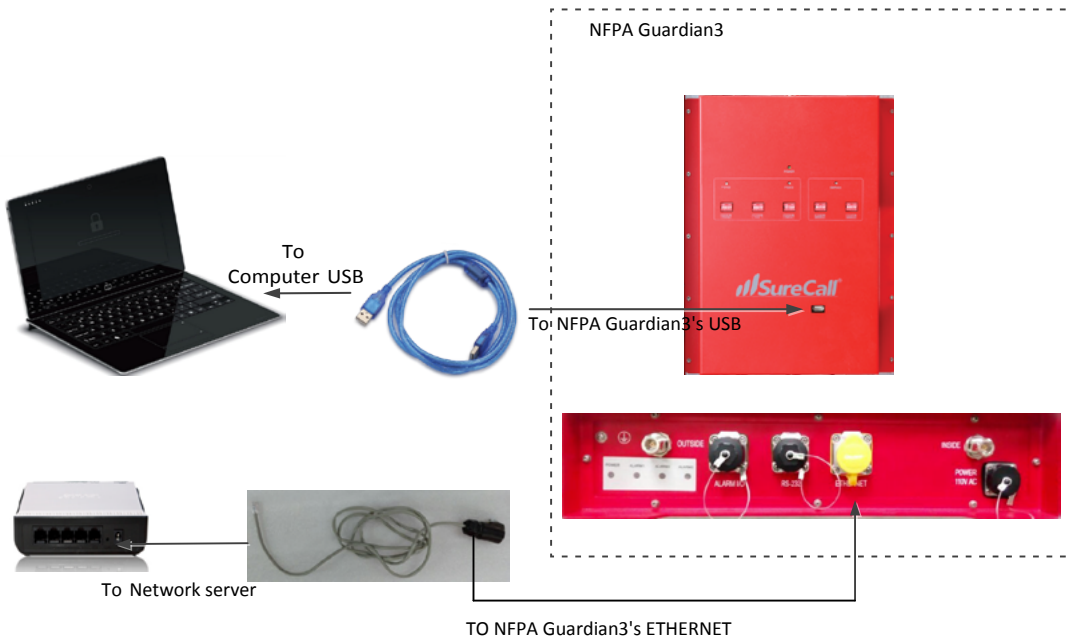 NFPA Guardian3
To
Computer USB
SureCall
To NFPA Guardian3's USB
OUTSIDE
INSIDE
POWER
ALARM I/O
RS-232
ETHERNET
POWER
110V AC
To Network server
TO NFPA Guardian3's ETHERNET